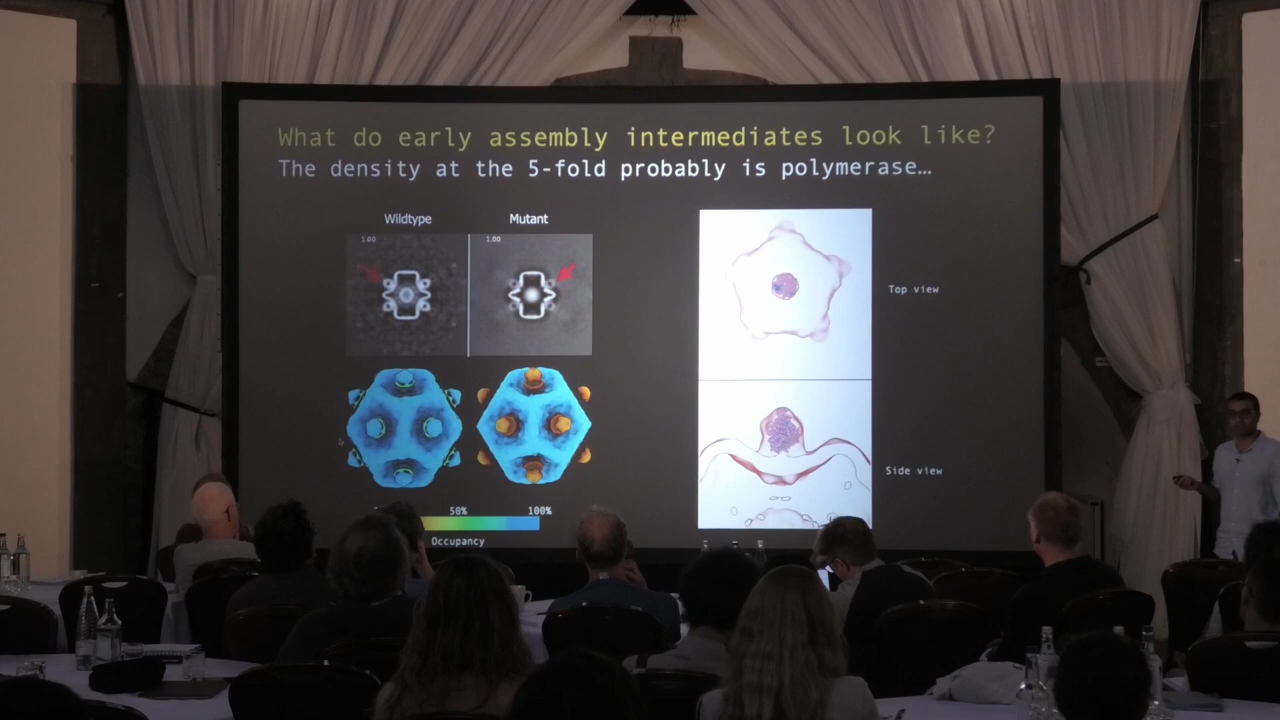 What do early assembly intermediates look like?
The density at the 5-fold probably is polymerase…
Wildtype
Mutant
1.00
1.00
Top view
Side view
50%
100%
Occupancy